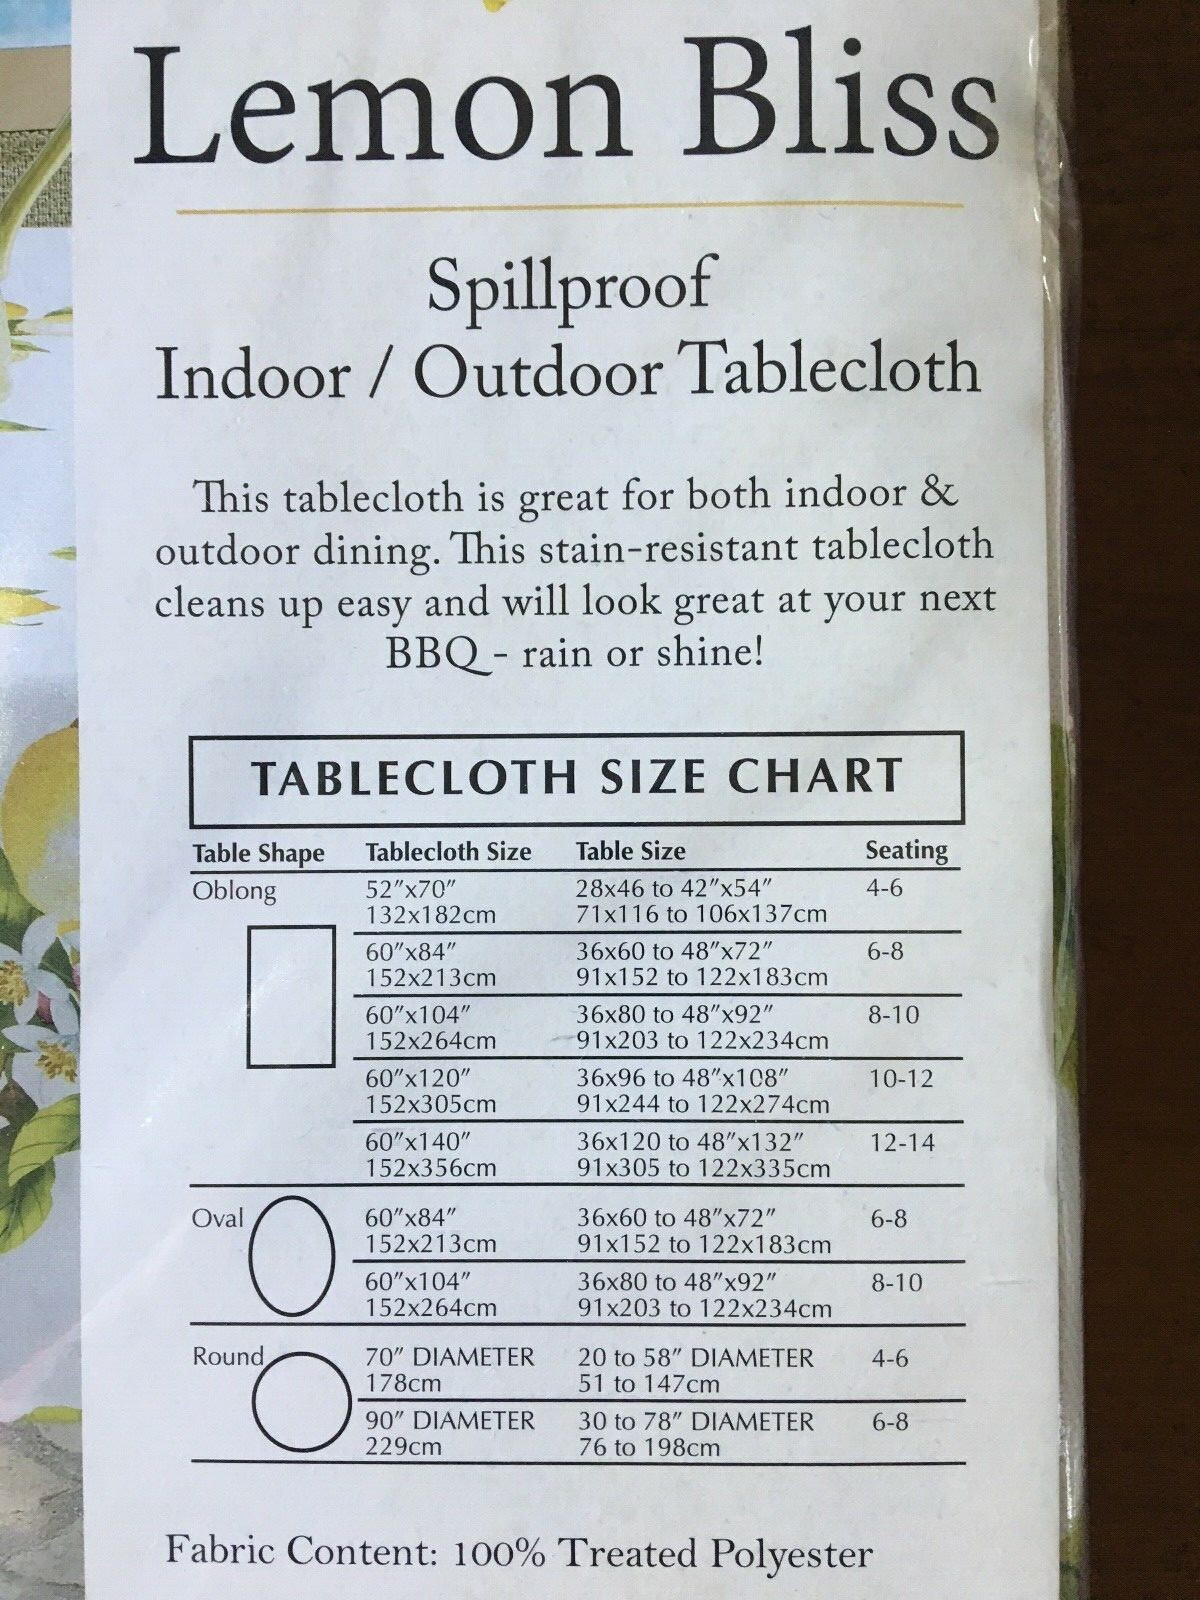 Lemon Bliss
Spillproof
Indoor / Outdoor Tablecloth
This tablecloth is great for both indoor &
outdoor dining. This stain-resistant tablecloth
cleans up easy and will look great at your next
BBQ - rain or shine!
TABLECLOTH SIZE CHART
Table Shape Tablecloth Size Table Size Seating
Oblong 52"x70" 28x46 to 42"x54" 4-6
132x182cm 71x116 to 106x137cm
60"x84" 36x60 to 48"x72" 6-8
152x213cm 91x152 to 122x183cm
60"x104" 36x80 to 48"x92" 8-10
152x264cm 91x203 to 122x234cm
60"x120" 36x96 to 48"x108" 10-12
152x305cm 91x244 to 122x274cm
60"x140" 36x120 to 48"x132" 12-14
152x356cm 91x305 to 122x335cm
Oval 60"x84" 36x60 to 48"x72" 6-8
152x213cm 91x152 to 122x183cm
60"x104" 36x80 to 48"x92" 8-10
152x264cm 91x203 to 122x234cm
Round 70" DIAMETER 20 to 58" DIAMETER 4-6
178cm 51 to 147cm
90" DIAMETER 30 to 78" DIAMETER 6-8
229cm 76 to 198cm
Fabric Content: 100% Treated Polyester